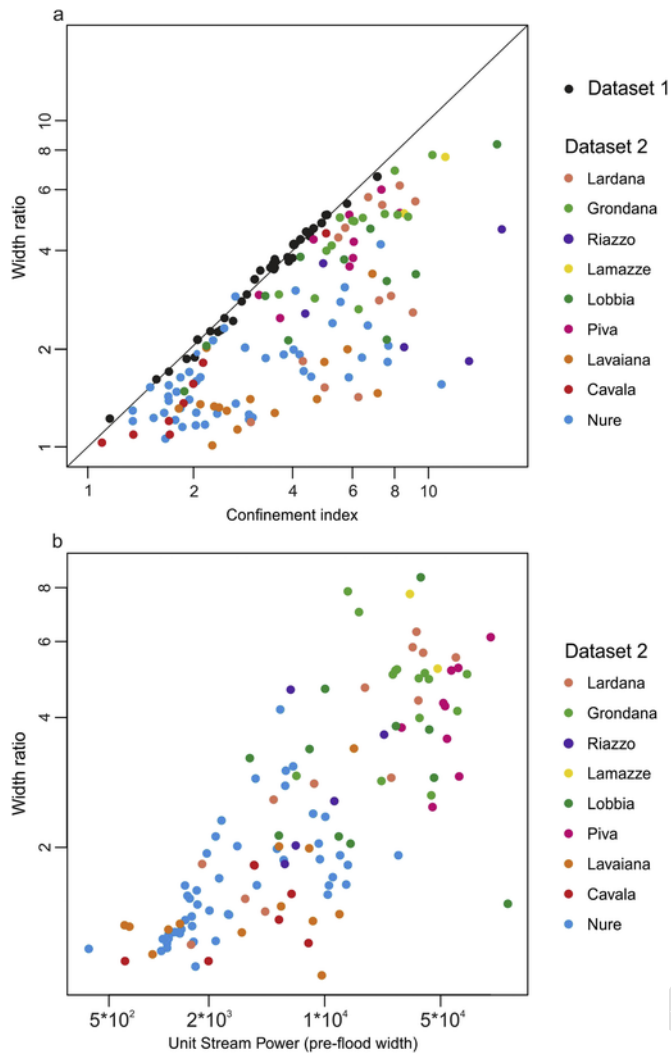 a
Width ratio
10
8
6
4
2
1
1 2 4 6 8 10
Confinement index
Dataset 1
Dataset 2
Lardana
Grondana
Riazzo
Lamazze
Lobbia
Piva
Lavaiana
Cavala
Nure
b
Width ratio
8
6
4
2
5*10² 2*10³ 1*10⁴ 5*10⁴
Unit Stream Power (pre-flood width)
Dataset 2
Lardana
Grondana
Riazzo
Lamazze
Lobbia
Piva
Lavaiana
Cavala
Nure